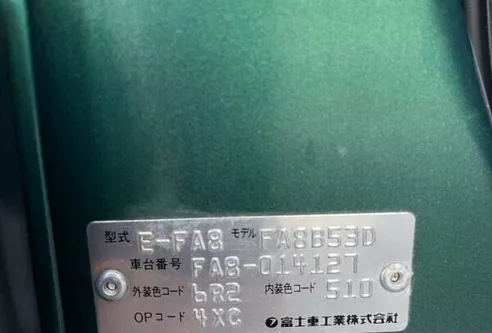 型式 E-FA8 モデル FA8B53D
車台番号 FA8-014127
外装色コード 6R2 内装色コード 510
OPコード 4XC 富士車工業株式会社